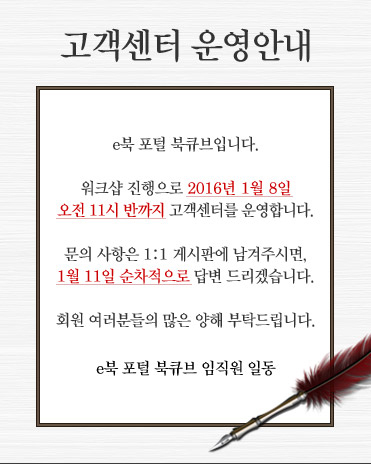 고객센터 운영안내
e북 포털 북큐브입니다.
워크샵 진행으로 2016년 1월 8일
오전 11시 반까지 고객센터를 운영합니다.
문의 사항은 1:1 게시판에 남겨주시면,
1월 11일 순차적으로 답변 드리겠습니다.
회원 여러분들의 많은 양해 부탁드립니다.
e북 포털 북큐브 임직원 일동